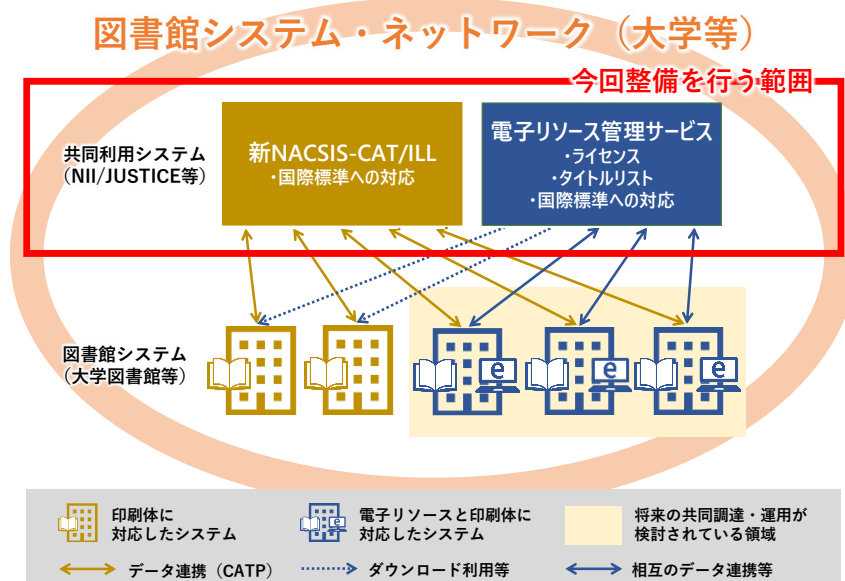 図書館システム・ネットワーク（大学等）
今回整備を行う範囲
共同利用システム
（NII/JUSTICE等）
新NACSIS-CAT/ILL
・国際標準への対応
電子リソース管理サービス
・ライセンス
・タイトルリスト
・国際標準への対応
図書館システム
（大学図書館等）
e
e
e
印刷体に
対応したシステム
e
電子リソースと印刷体に
対応したシステム
将来の共同調達・運用が
検討されている領域
データ連携（CATP）
ダウンロード利用等
相互のデータ連携等